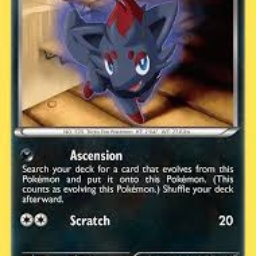 Ascension
Search your deck for a card that evolves from this
Pokémon and put it onto this Pokémon. (This
counts as evolving this Pokémon.) Shuffle your deck
afterward.
Scratch 20